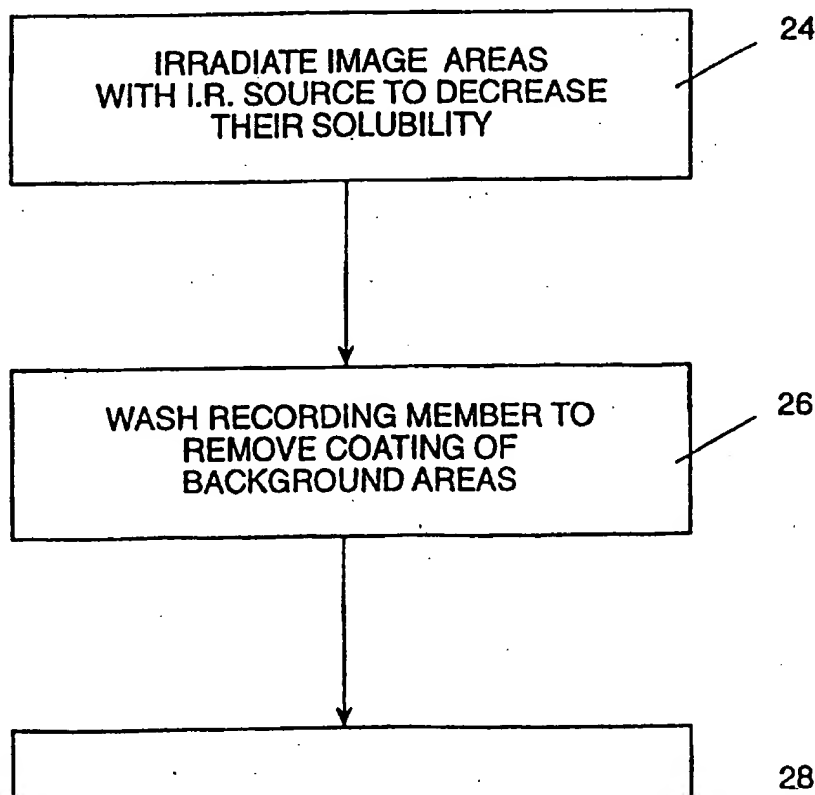 24
IRRADIATE IMAGE AREAS
WITH I.R. SOURCE TO DECREASE
THEIR SOLUBILITY
26
WASH RECORDING MEMBER TO
REMOVE COATING OF
BACKGROUND AREAS
28